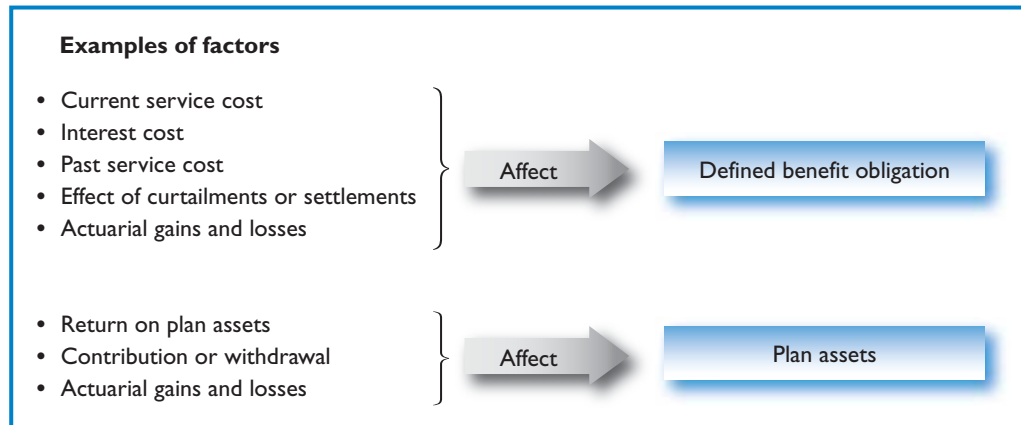 Examples of factors
• Current service cost
• Interest cost
• Past service cost
• Effect of curtailments or settlements
• Actuarial gains and losses
Affect
Defined benefit obligation
• Return on plan assets
• Contribution or withdrawal
• Actuarial gains and losses
Affect
Plan assets